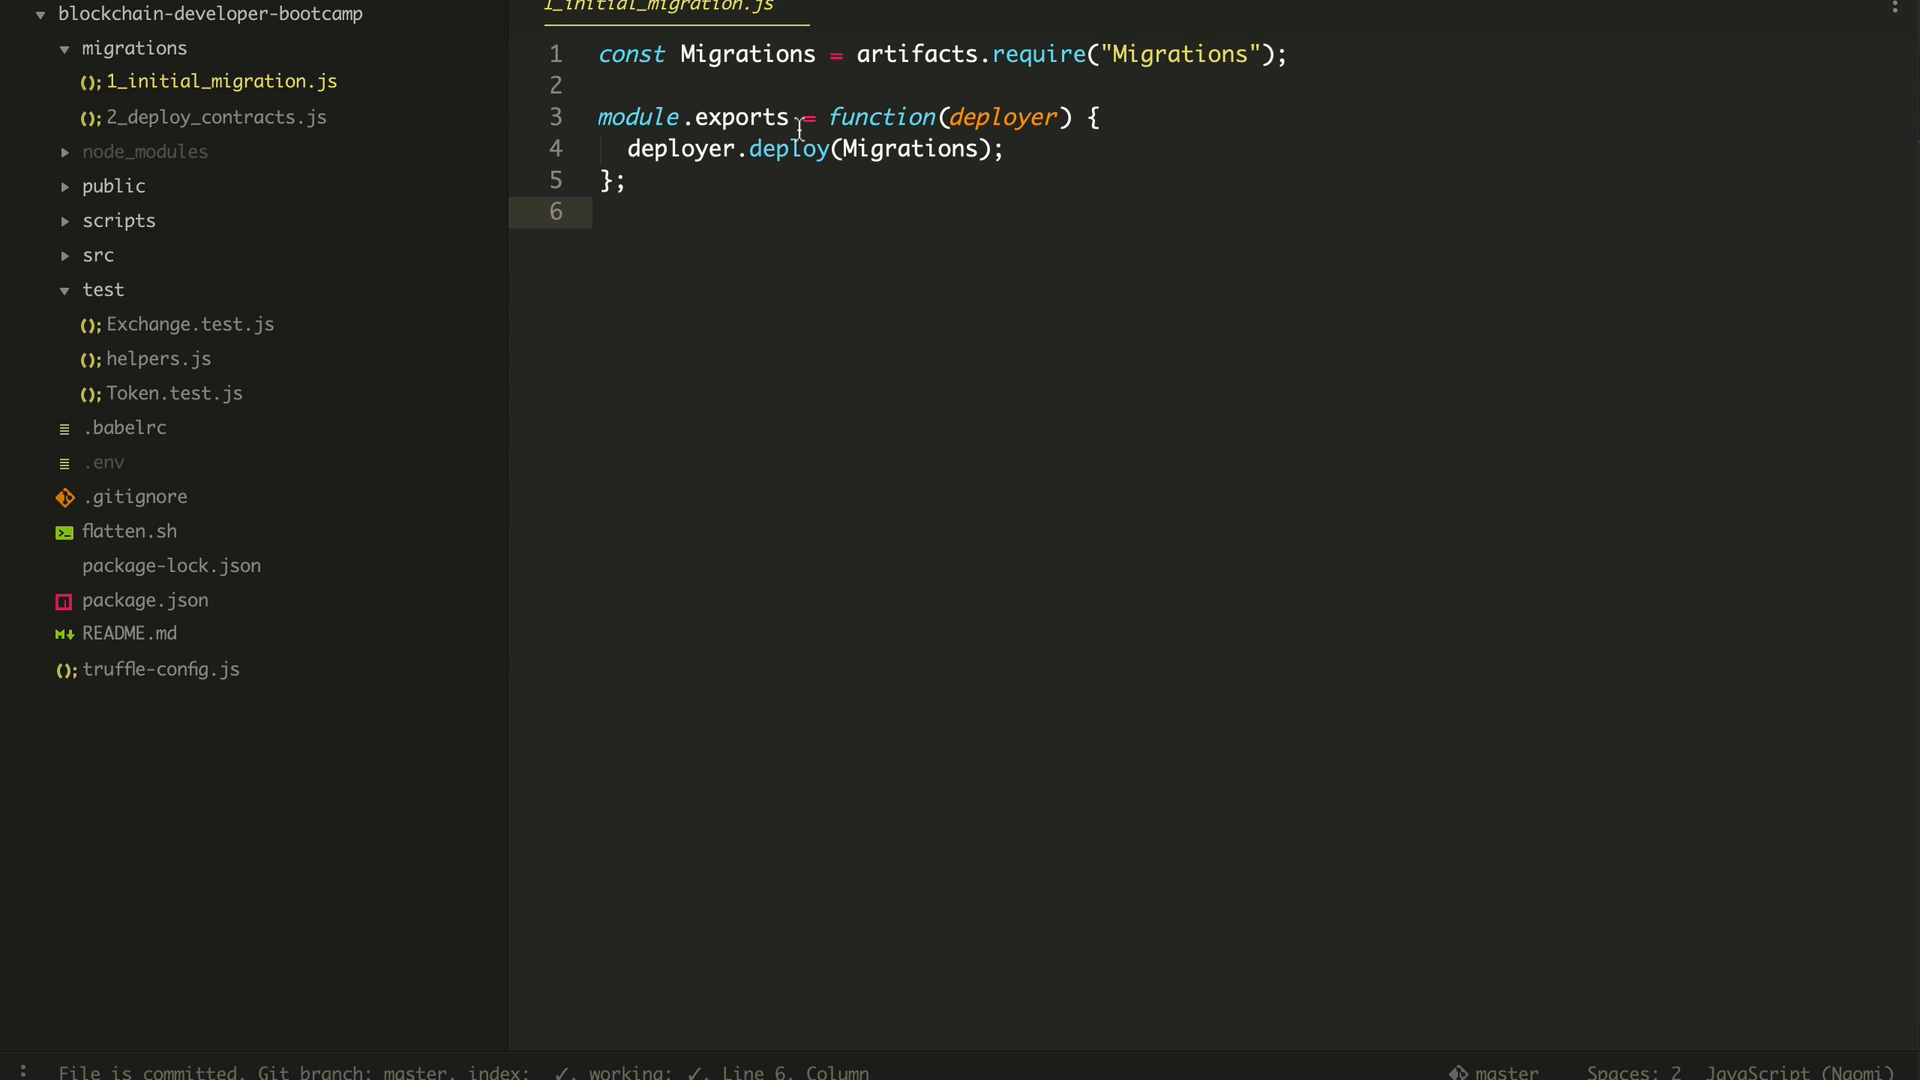 blockchain-developer-bootcamp
migrations
1_initial_migration.js
2_deploy_contracts.js
node_modules
public
scripts
src
test
Exchange.test.js
helpers.js
Token.test.js
.babelrc
.env
.gitignore
flatten.sh
package-lock.json
package.json
README.md
truffle-config.js
1_initial_migration.js
1 const Migrations = artifacts.require("Migrations");
2
3 module.exports = function(deployer) {
4 deployer.deploy(Migrations);
5 };
6
File is committed. Git branch: master, index: ✓, working: ✓, Line 6, Column
master
Spaces: 2
JavaScript (Naomi)